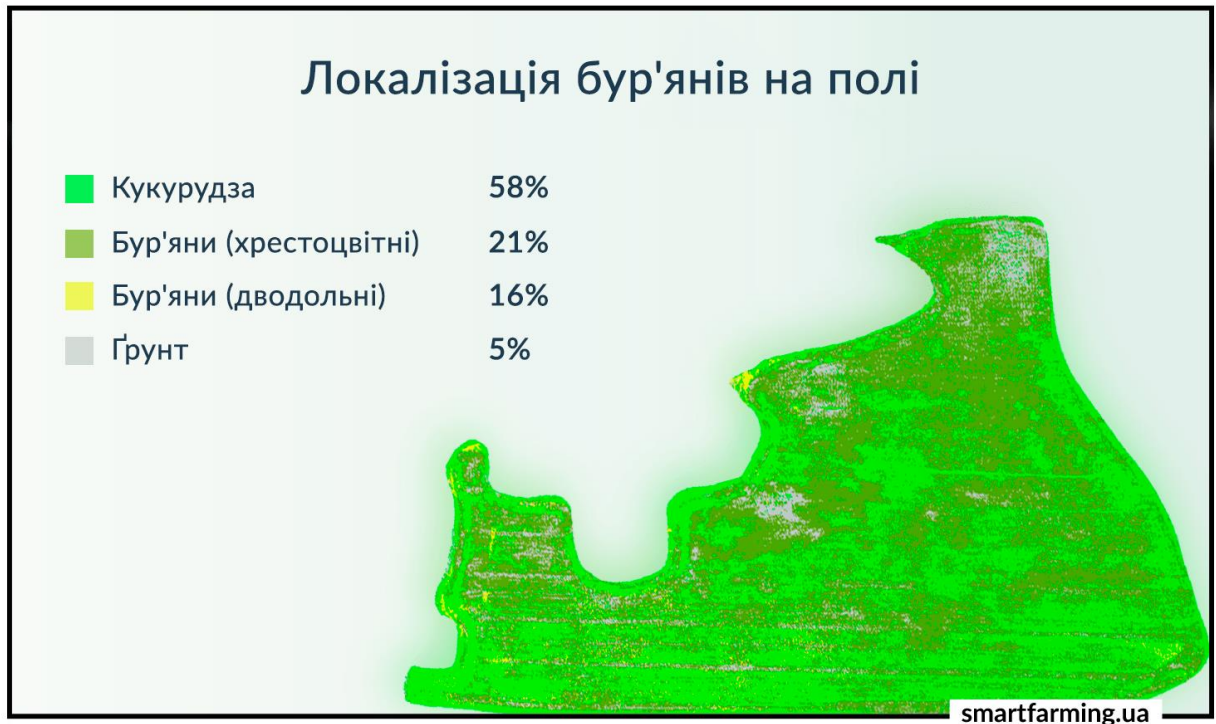 Локалізація бур'янів на полі
Кукурудза 58%
Бур'яни (хрестоцвітні) 21%
Бур'яни (дводольні) 16%
Ґрунт 5%
smartfarming.ua